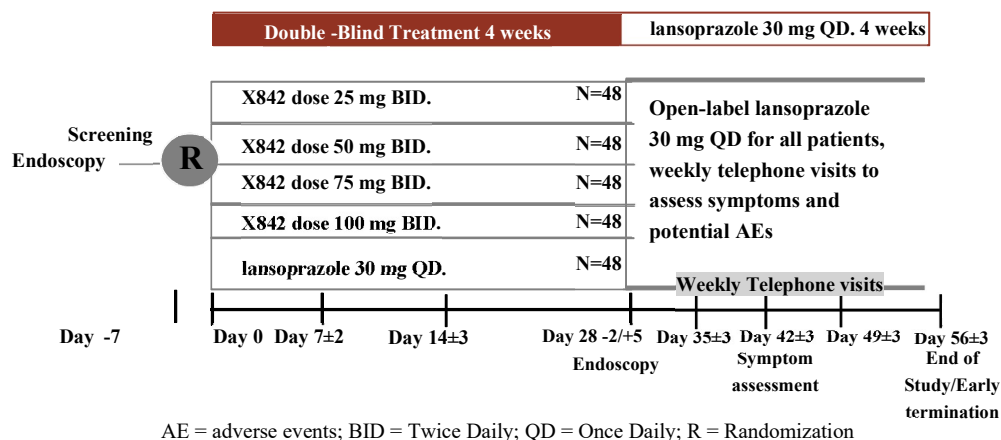 Double -Blind Treatment 4 weeks
lansoprazole 30 mg QD. 4 weeks
X842 dose 25 mg BID. N=48
X842 dose 50 mg BID. N=48
X842 dose 75 mg BID. N=48
X842 dose 100 mg BID. N=48
lansoprazole 30 mg QD. N=48
Screening
Endoscopy
R
Open-label lansoprazole
30 mg QD for all patients,
weekly telephone visits to
assess symptoms and
potential AEs
Weekly Telephone visits
Day -7
Day 0
Day 7±2
Day 14±3
Day 28 -2/+5
Endoscopy
Day 35±3
Day 42±3
Symptom
assessment
Day 49±3
Day 56±3
End of
Study/Early
termination
AE = adverse events; BID = Twice Daily; QD = Once Daily; R = Randomization